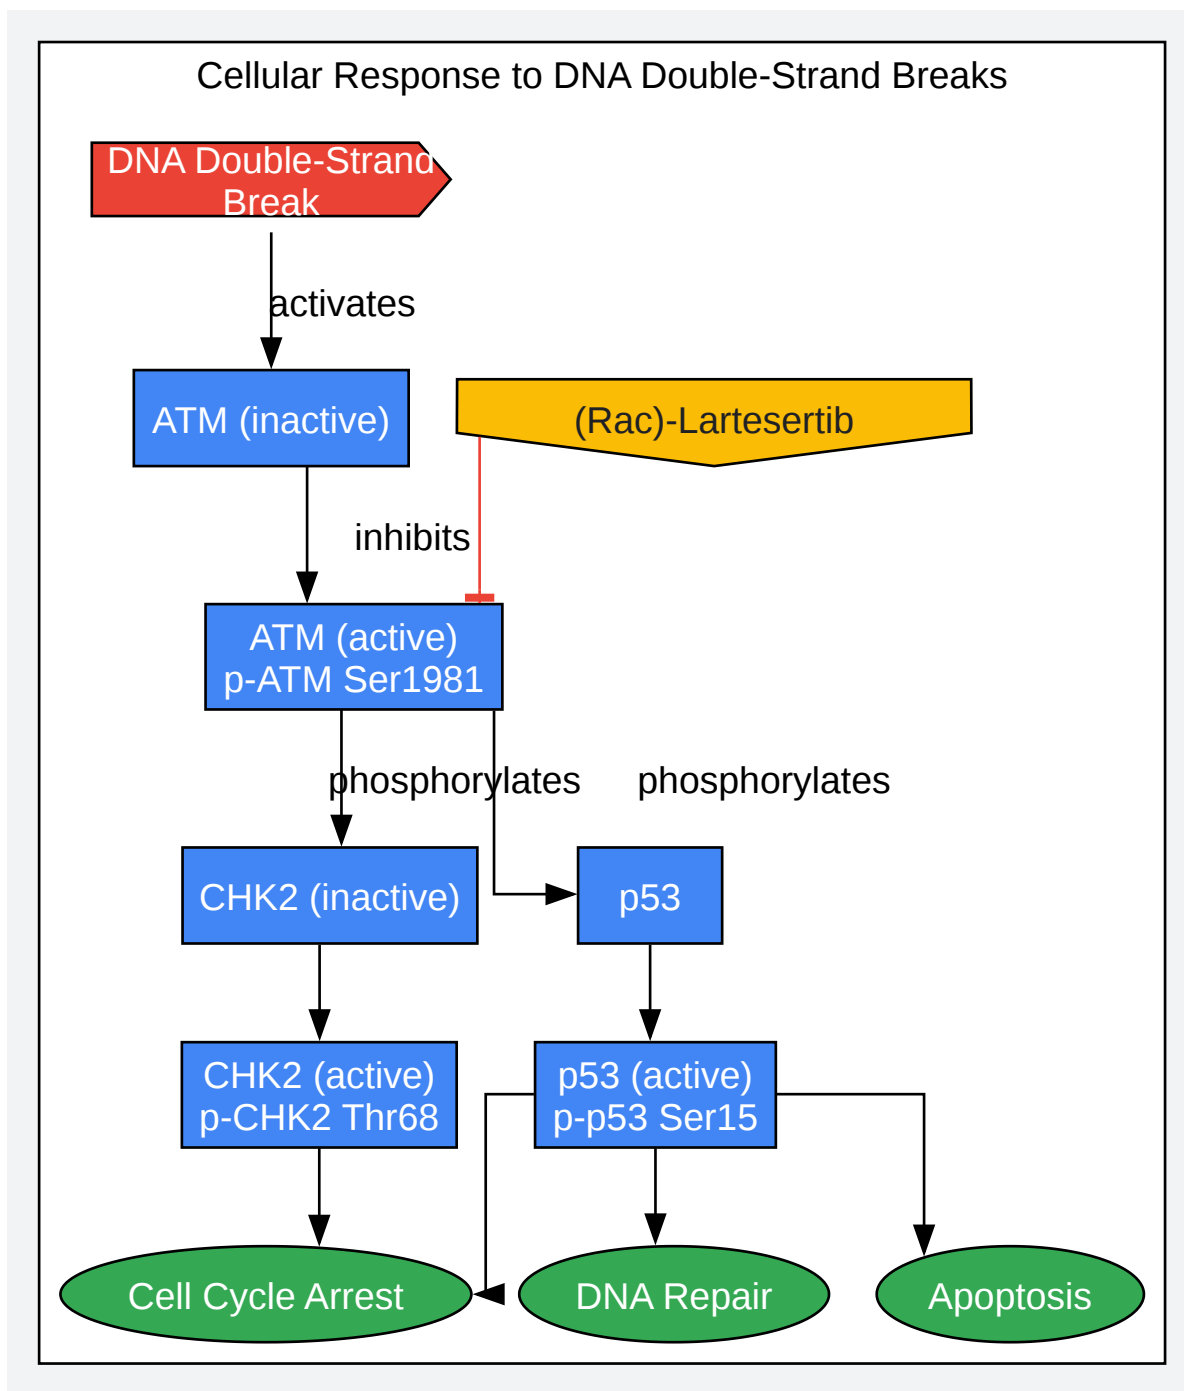 Cellular Response to DNA Double-Strand Breaks
DNA Double-Strand
Break
activates
ATM (inactive)
(Rac)-Lartesertib
inhibits
ATM (active)
p-ATM Ser1981
phosphorylates
phosphorylates
CHK2 (inactive)
p53
CHK2 (active)
p-CHK2 Thr68
p53 (active)
p-p53 Ser15
Cell Cycle Arrest
DNA Repair
Apoptosis